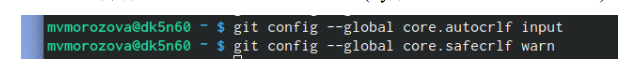 mvmorozova@dk5n60 ~ $ git config --global core.autocrlf input
mvmorozova@dk5n60 ~ $ git config --global core.safecrlf warn